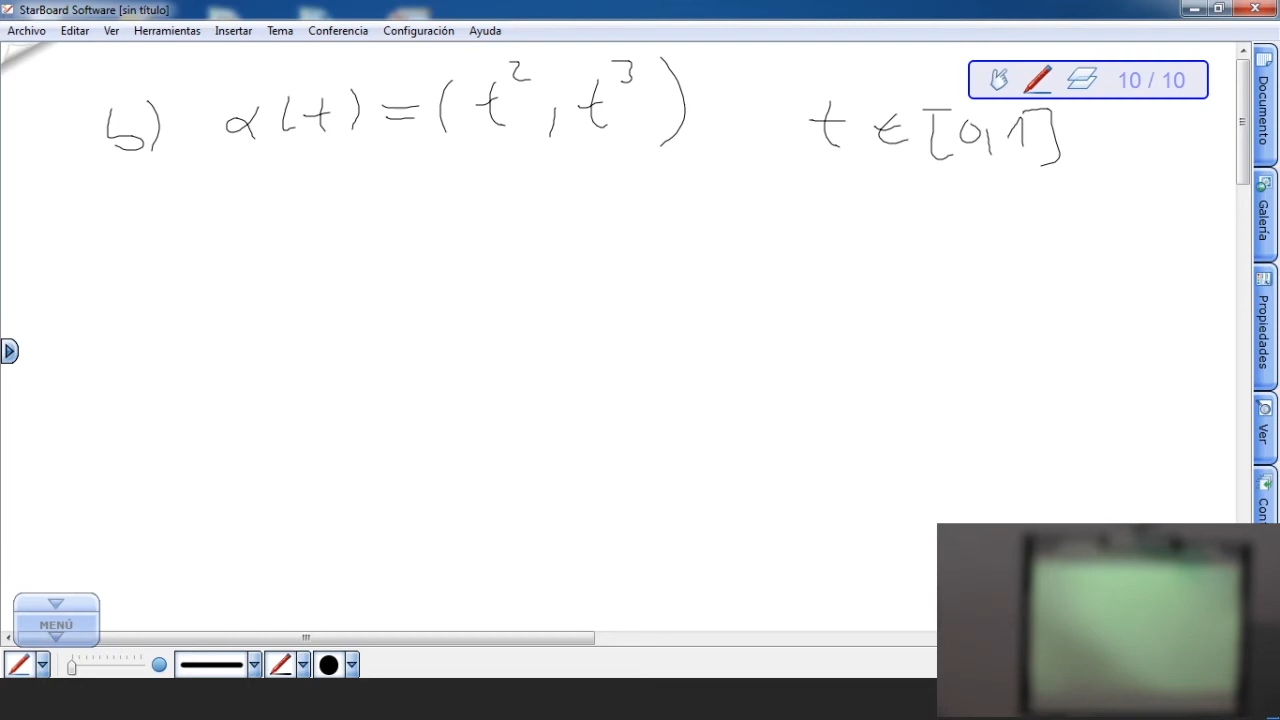 StarBoard Software [sin título]
Archivo Editar Ver Herramientas Insertar Tema Conferencia Configuración Ayuda
10 / 10
b) α(t) = (t², t³) t ∈ [0,1]
Documento
Galería
Propiedades
Ver
Cont
MENÚ